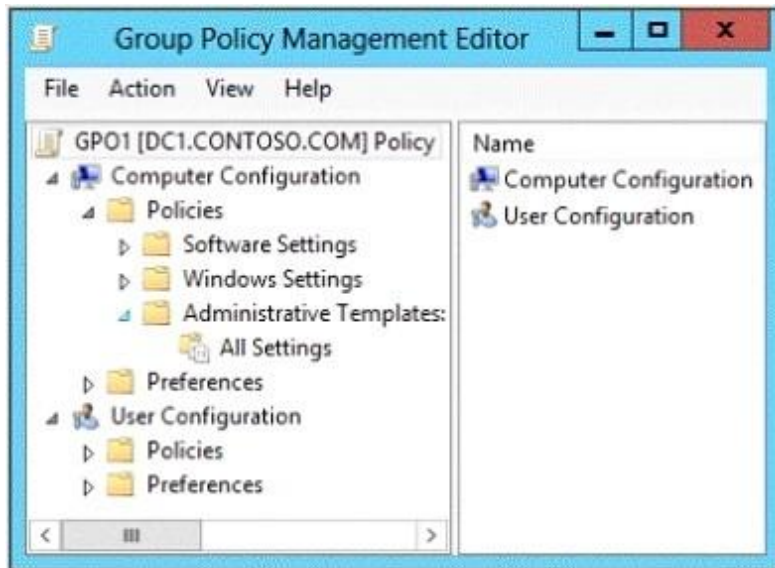 Group Policy Management Editor
File Action View Help
GPO1 [DC1.CONTOSO.COM] Policy
Computer Configuration
Policies
Software Settings
Windows Settings
Administrative Templates:
All Settings
Preferences
User Configuration
Policies
Preferences
Name
Computer Configuration
User Configuration